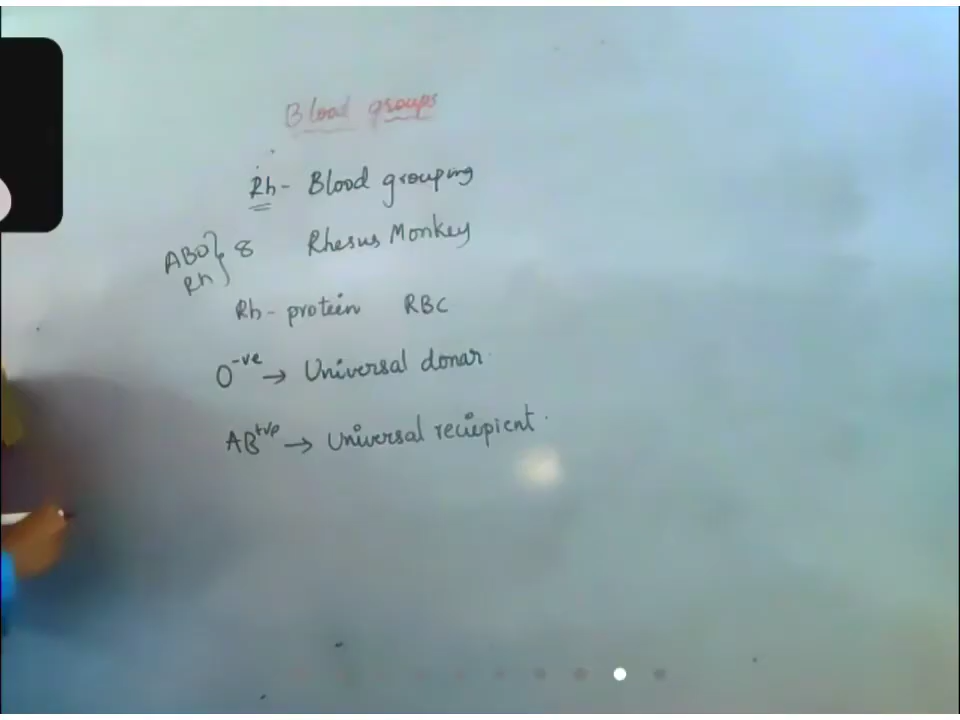 Blood groups
Rh- Blood grouping
ABO } 8 Rhesus Monkey
Rh
Rh- protein RBC
O-ve → Universal donar
AB+ve → Universal reciepient.